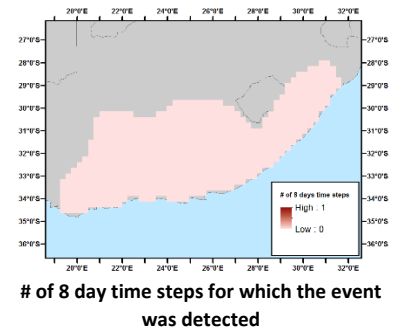 20°0'E 22°0'E 24°0'E 26°0'E 28°0'E 30°0'E 32°0'E
27°0'S 27°0'S
28°0'S 28°0'S
29°0'S 29°0'S
30°0'S 30°0'S
31°0'S 31°0'S
32°0'S 32°0'S
33°0'S 33°0'S
34°0'S 34°0'S
35°0'S 35°0'S
36°0'S 36°0'S
# of 8 days time steps
High : 1
Low : 0
20°0'E 22°0'E 24°0'E 26°0'E 28°0'E 30°0'E 32°0'E
# of 8 day time steps for which the event
was detected